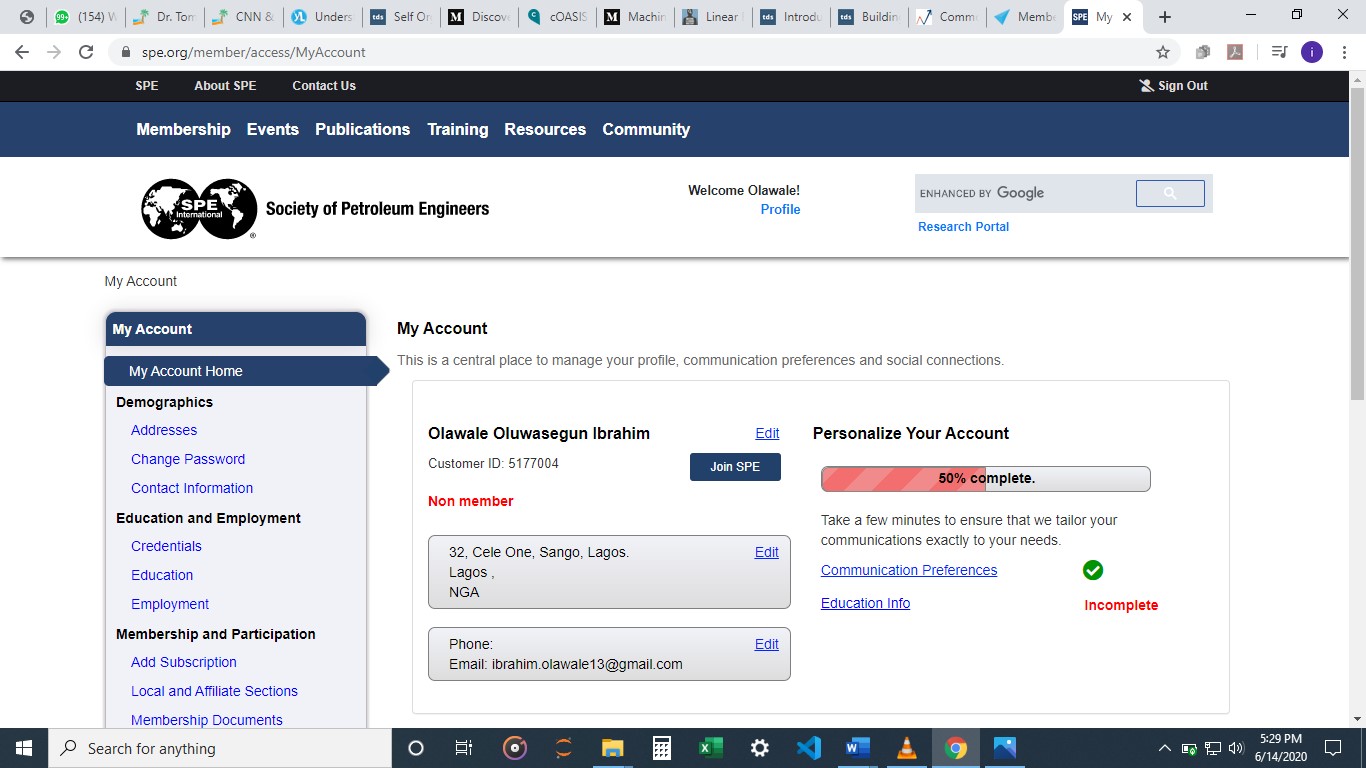 (154) W
Dr. Tom
CNN &
Unders
tds
Self On
Discov
cOASIS
Machin
Linear
tds
Introdu
tds
Buildin
Comm
Membe
SPE
My
spe.org/member/access/MyAccount
i
SPE About SPE Contact Us Sign Out
Membership Events Publications Training Resources Community
SPE
International
®
Society of Petroleum Engineers
Welcome Olawale!
Profile
ENHANCED BY Google
Research Portal
My Account
My Account
My Account Home
Demographics
Addresses
Change Password
Contact Information
Education and Employment
Credentials
Education
Employment
Membership and Participation
Add Subscription
Local and Affiliate Sections
Membership Documents
My Account
This is a central place to manage your profile, communication preferences and social connections.
Olawale Oluwasegun Ibrahim Edit
Customer ID: 5177004
Join SPE
Non member
32, Cele One, Sango, Lagos. Edit
Lagos ,
NGA
Phone: Edit
Email: ibrahim.olawale13@gmail.com
Personalize Your Account
50% complete.
Take a few minutes to ensure that we tailor your
communications exactly to your needs.
Communication Preferences
Education Info Incomplete
Search for anything
5:29 PM
6/14/2020